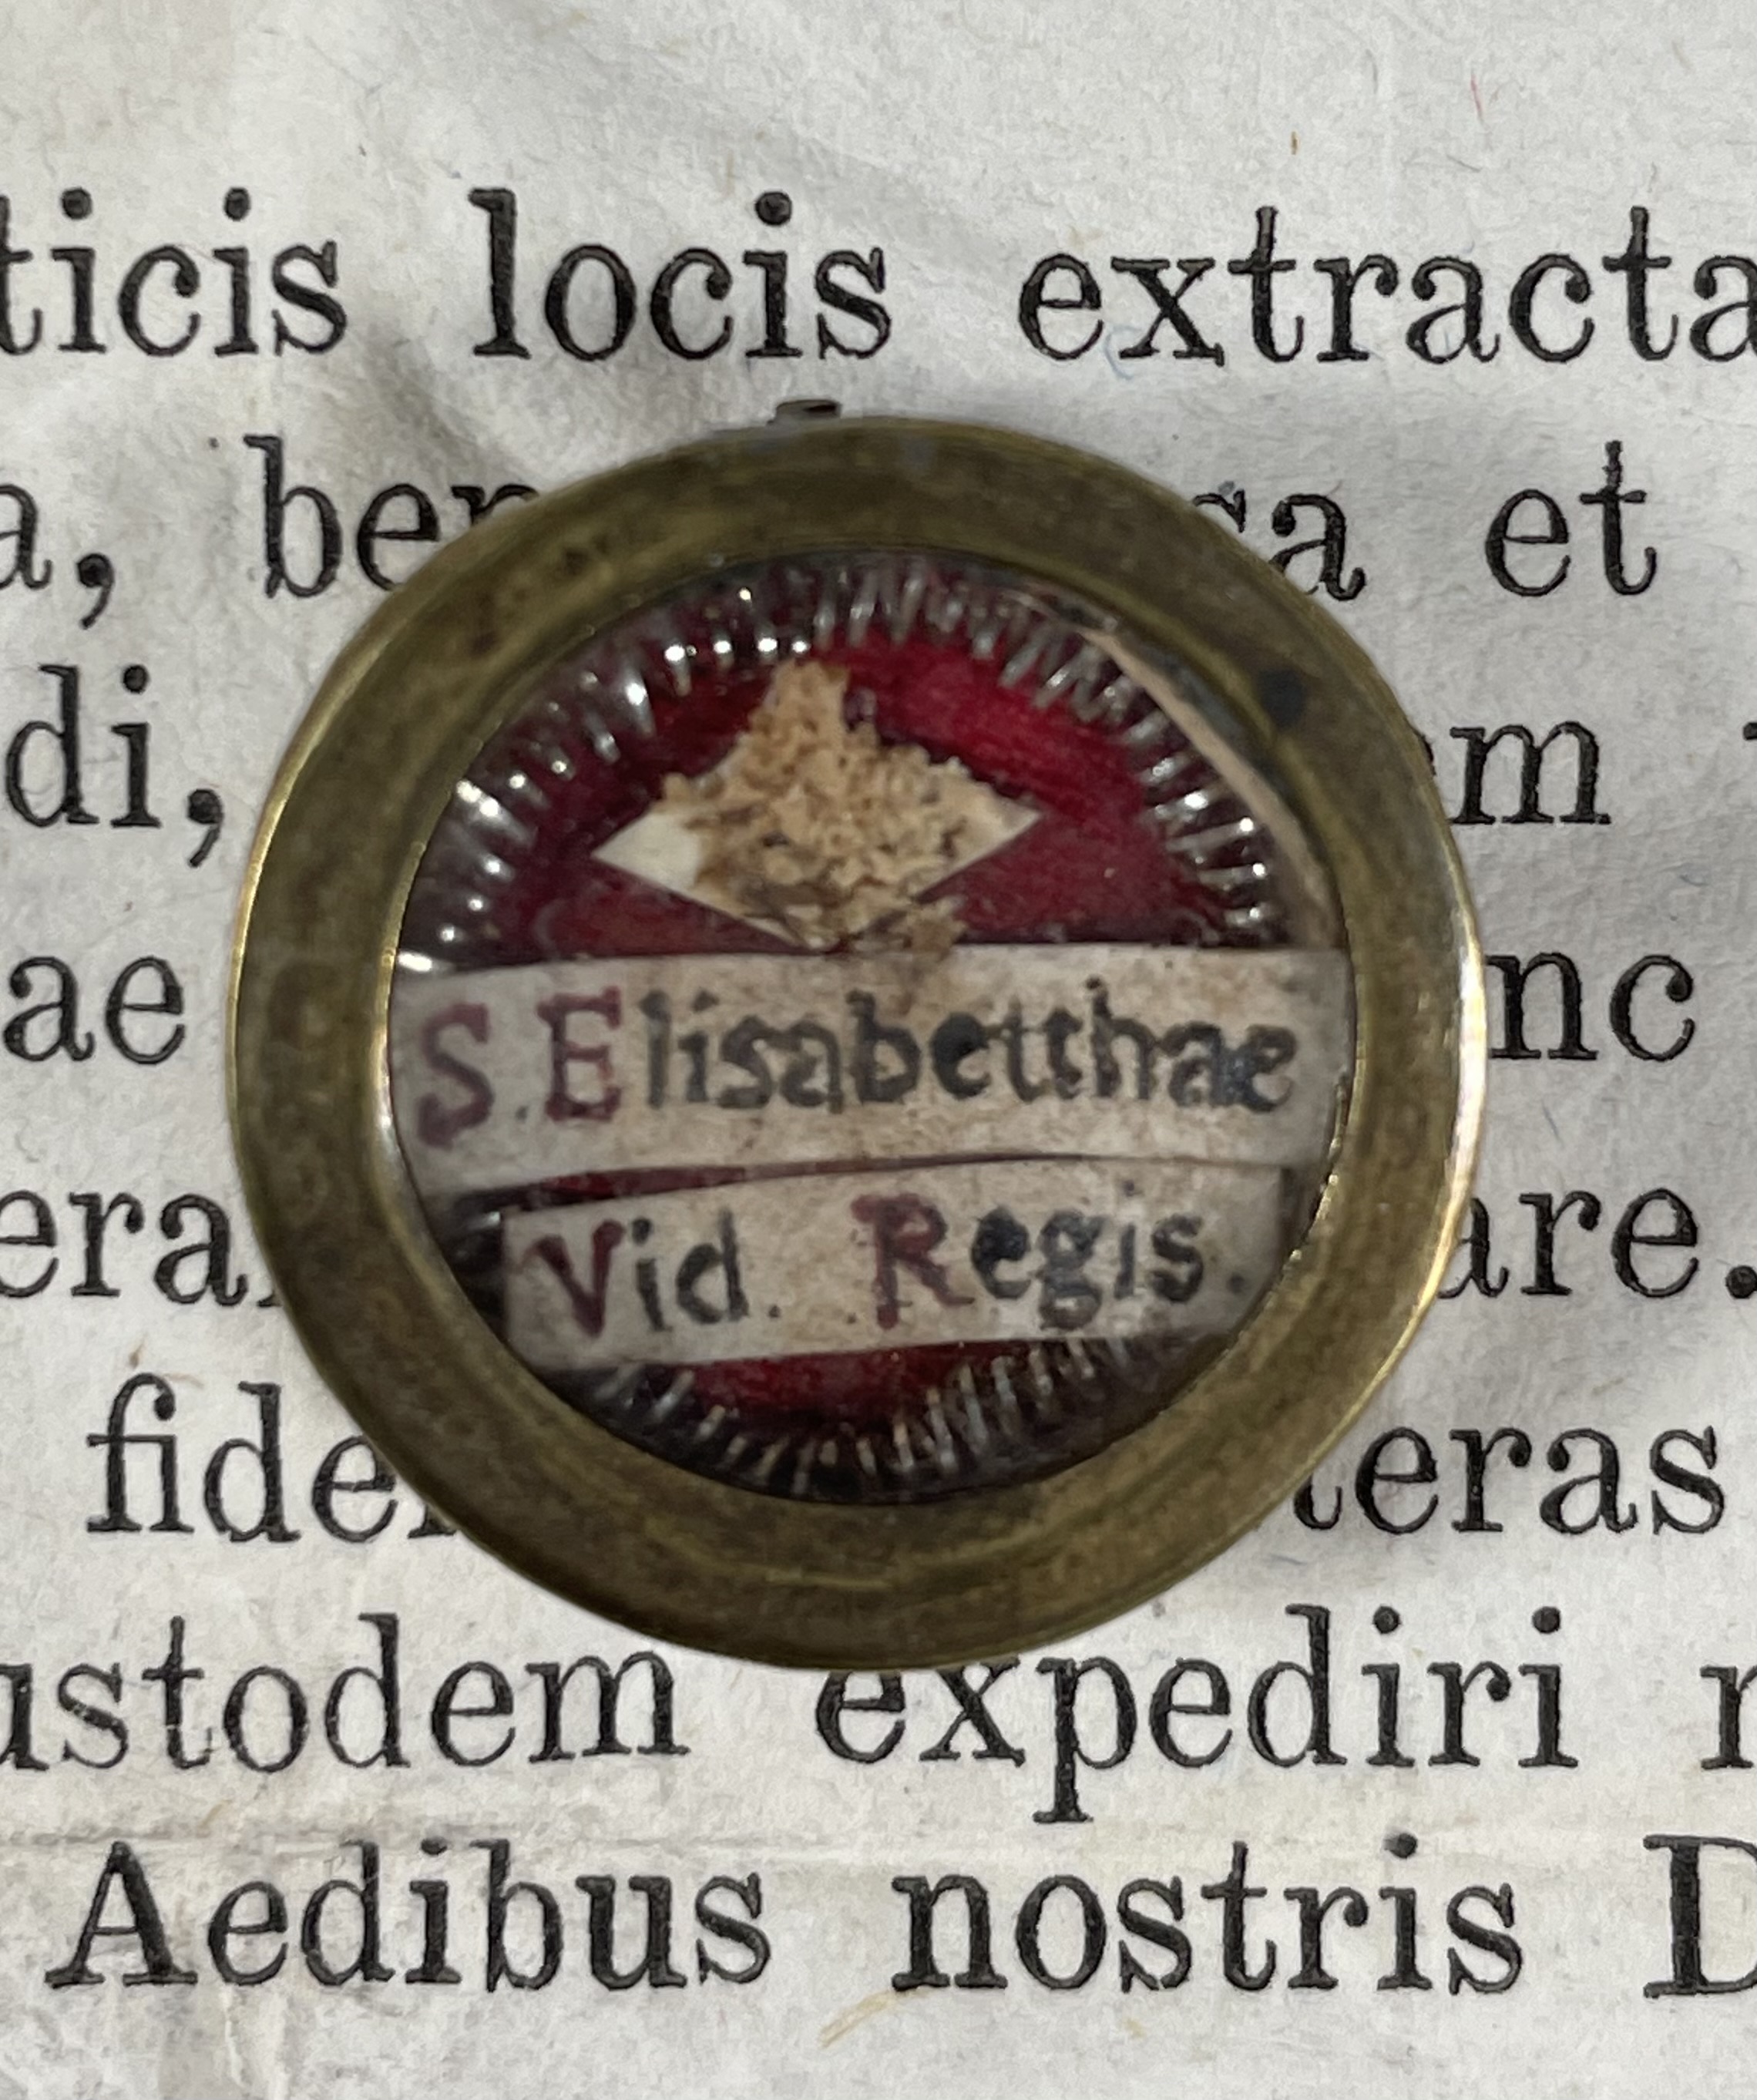 ticis locis extracta
a, ben ca et
di, em
ae nc
S. Elisabetthae
Vid. Regis.
era are.
fide teras
ustodem expediri
Aedibus nostris D